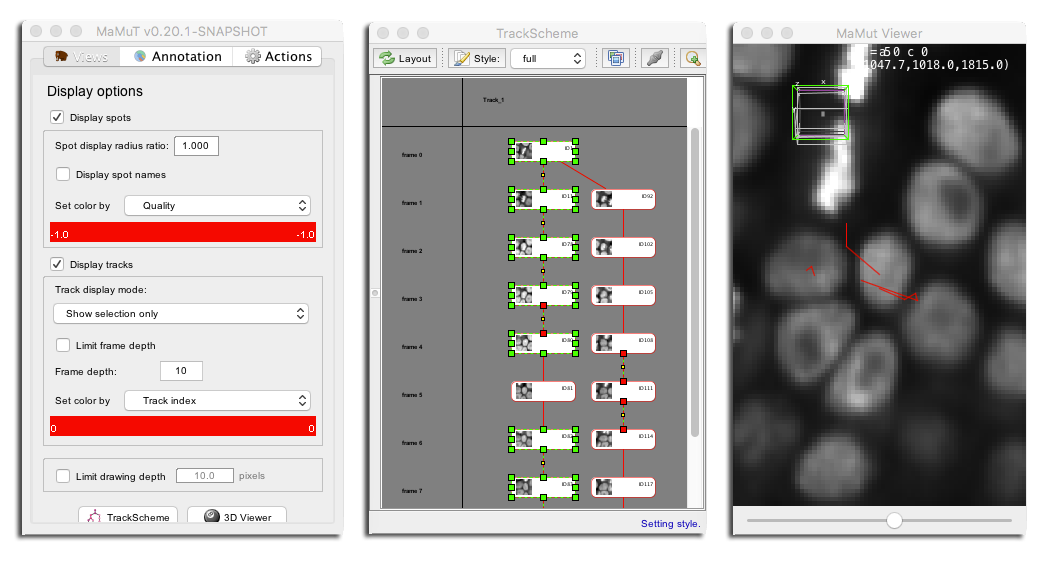 MaMuT v0.20.1-SNAPSHOT
Views Annotation Actions
Display options
Display spots
Spot display radius ratio: 1.000
Display spot names
Set color by Quality
-1.0 -1.0
Display tracks
Track display mode:
Show selection only
Limit frame depth
Frame depth: 10
Set color by Track index
0 0
Limit drawing depth 10.0 pixels
TrackScheme 3D Viewer
TrackScheme
Layout Style: full
Track_1
frame 0
frame 1 ID92
frame 2 ID102
frame 3 ID105
frame 4 ID108
frame 5 ID81 ID111
frame 6 ID114
frame 7 ID117
Setting style.
MaMut Viewer
c 0
047.7,1018.0,1815.0)
z x